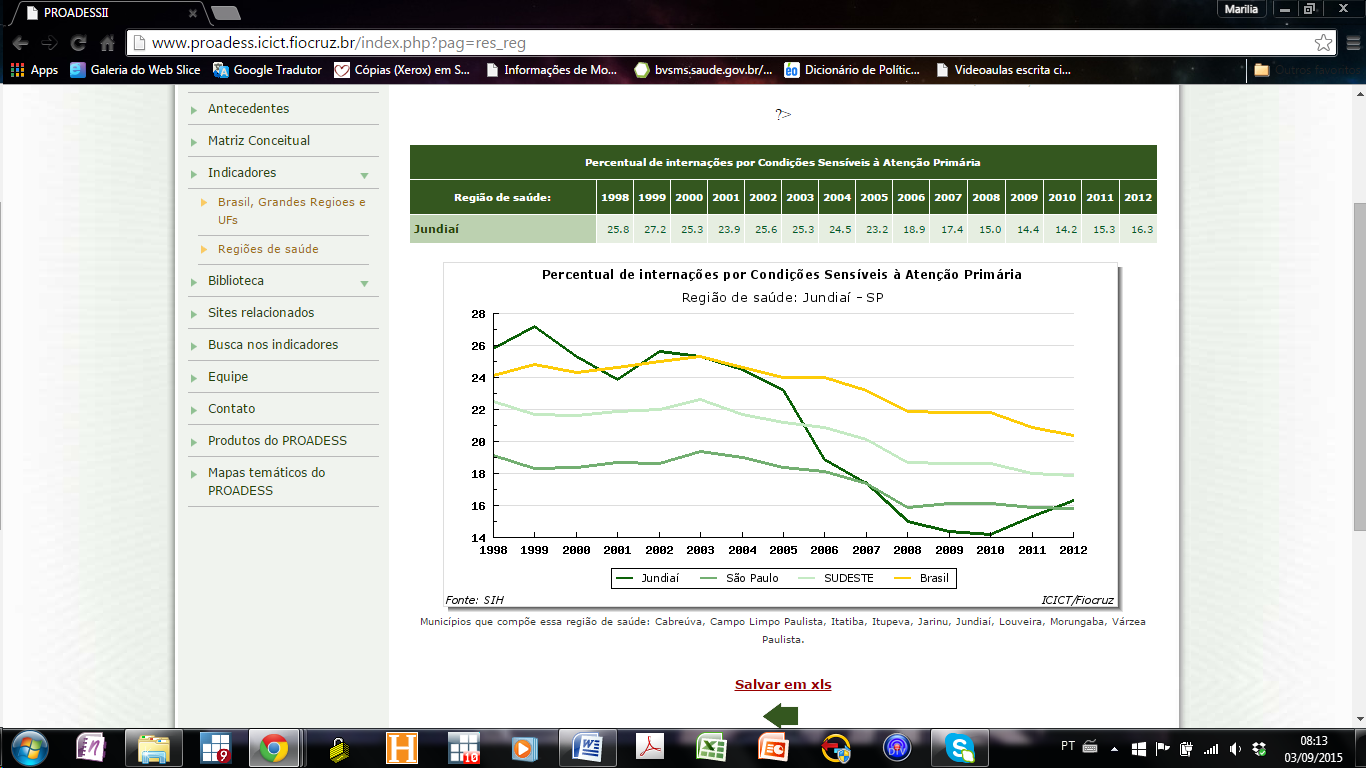 PROADESSII
Marilia
www.proadess.icict.fiocruz.br/index.php?pag=res_reg
Apps Galeria do Web Slice Google Tradutor Cópias (Xerox) em S... Informações de Mo... bvsms.saude.gov.br/... Dicionário de Polític... Videoaulas escrita ci... Outros favoritos
Antecedentes
Matriz Conceitual
Indicadores
Brasil, Grandes Regioes e
UFs
Regiões de saúde
Biblioteca
Sites relacionados
Busca nos indicadores
Equipe
Contato
Produtos do PROADESS
Mapas temáticos do
PROADESS
?>
Percentual de internações por Condições Sensíveis à Atenção Primária
Região de saúde: 1998 1999 2000 2001 2002 2003 2004 2005 2006 2007 2008 2009 2010 2011 2012
Jundiaí 25.8 27.2 25.3 23.9 25.6 25.3 24.5 23.2 18.9 17.4 15.0 14.4 14.2 15.3 16.3
Percentual de internações por Condições Sensíveis à Atenção Primária
Região de saúde: Jundiaí - SP
28
26
24
22
20
18
16
14
1998 1999 2000 2001 2002 2003 2004 2005 2006 2007 2008 2009 2010 2011 2012
Jundiaí São Paulo SUDESTE Brasil
Fonte: SIH ICICT/Fiocruz
Municípios que compõe essa região de saúde: Cabreúva, Campo Limpo Paulista, Itatiba, Itupeva, Jarinu, Jundiaí, Louveira, Morungaba, Várzea
Paulista.
Salvar em xls
9
10
PT
08:13
03/09/2015